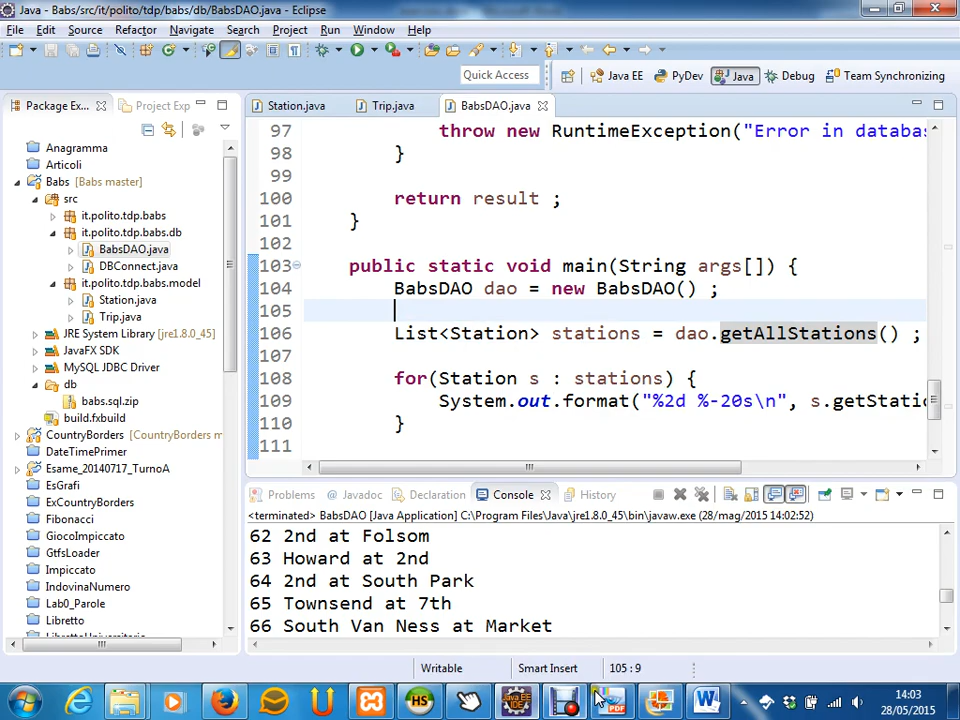 Java - Babs/src/it/polito/tdp/babs/db/BabsDAO.java - Eclipse
File Edit Source Refactor Navigate Search Project Run Window Help
Quick Access Java EE PyDev Java Debug Team Synchronizing
Package Ex... Project Exp
Station.java Trip.java BabsDAO.java
Anagramma
Articoli
Babs [Babs master]
src
it.polito.tdp.babs
it.polito.tdp.babs.db
BabsDAO.java
DBConnect.java
it.polito.tdp.babs.model
Station.java
Trip.java
JRE System Library [jre1.8.0_45]
JavaFX SDK
MySQL JDBC Driver
db
babs.sql.zip
build.fxbuild
CountryBorders [CountryBorders m
DateTimePrimer
Esame_20140717_TurnoA
EsGrafi
ExCountryBorders
Fibonacci
GiocoImpiccato
GtfsLoader
Impiccato
IndovinaNumero
Lab0_Parole
Libretto
97 throw new RuntimeException("Error in databa
98 }
99
100 return result ;
101 }
102
103 public static void main(String args[]) {
104 BabsDAO dao = new BabsDAO() ;
105
106 List<Station> stations = dao.getAllStations() ;
107
108 for(Station s : stations) {
109 System.out.format("%2d %-20s\n", s.getStati
110 }
111
Problems Javadoc Declaration Console History
<terminated> BabsDAO [Java Application] C:\Program Files\Java\jre1.8.0_45\bin\javaw.exe (28/mag/2015 14:02:52)
62 2nd at Folsom
63 Howard at 2nd
64 2nd at South Park
65 Townsend at 7th
66 South Van Ness at Market
Writable Smart Insert 105 : 9
14:03
28/05/2015